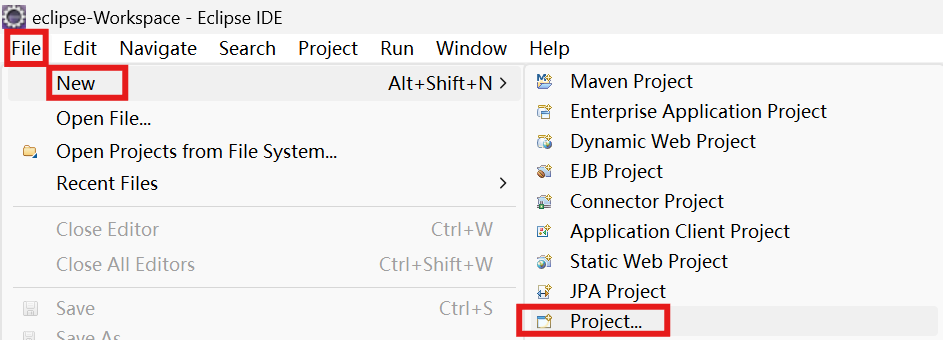 eclipse-Workspace - Eclipse IDE
File Edit Navigate Search Project Run Window Help
New Alt+Shift+N
Open File...
Open Projects from File System...
Recent Files
Close Editor Ctrl+W
Close All Editors Ctrl+Shift+W
Save Ctrl+S
Save As...
Maven Project
Enterprise Application Project
Dynamic Web Project
EJB Project
Connector Project
Application Client Project
Static Web Project
JPA Project
Project...